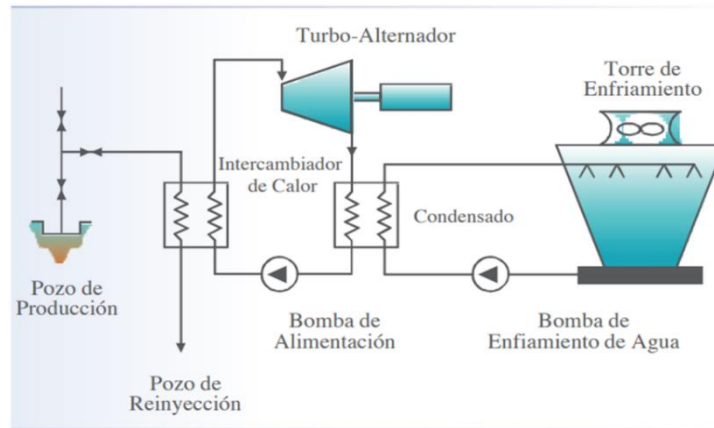 Turbo-Alternador
Torre de
Enfriamiento
Intercambiador
de Calor
Condensado
Pozo de
Producción
Bomba de
Alimentación
Bomba de
Enfiamiento de Agua
Pozo de
Reinyección